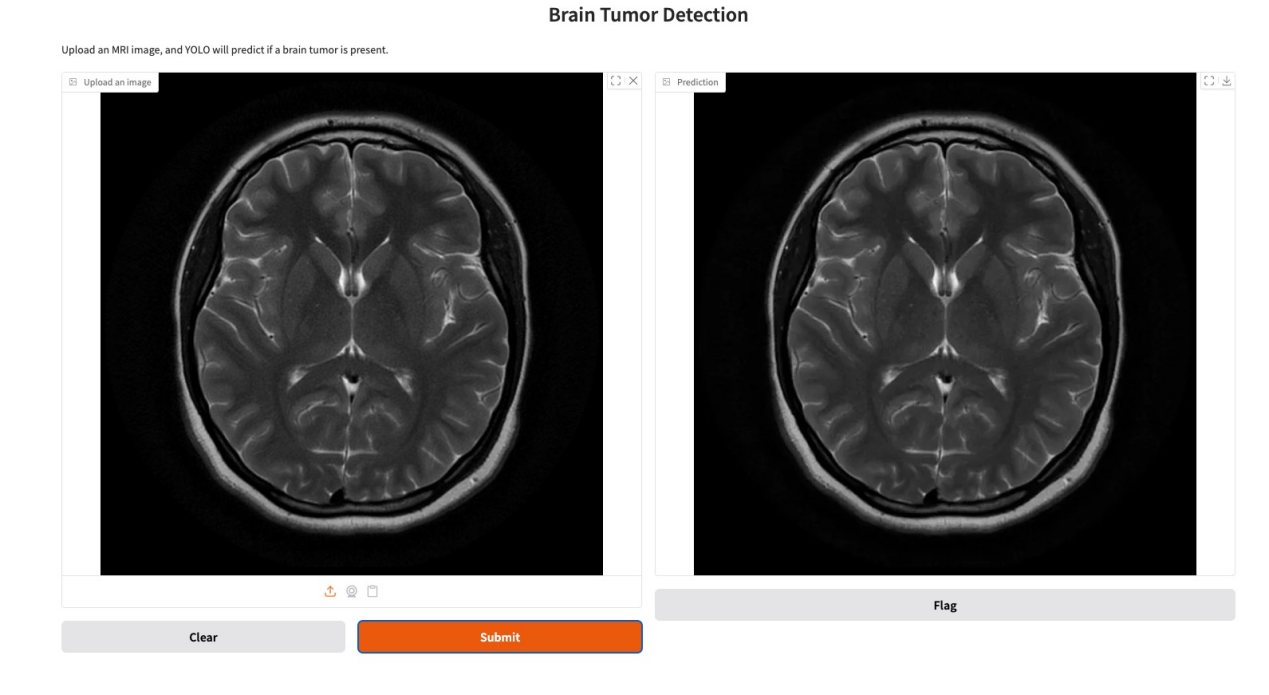 Brain Tumor Detection
Upload an MRI image, and YOLO will predict if a brain tumor is present.
Upload an image
Prediction
Flag
Clear
Submit